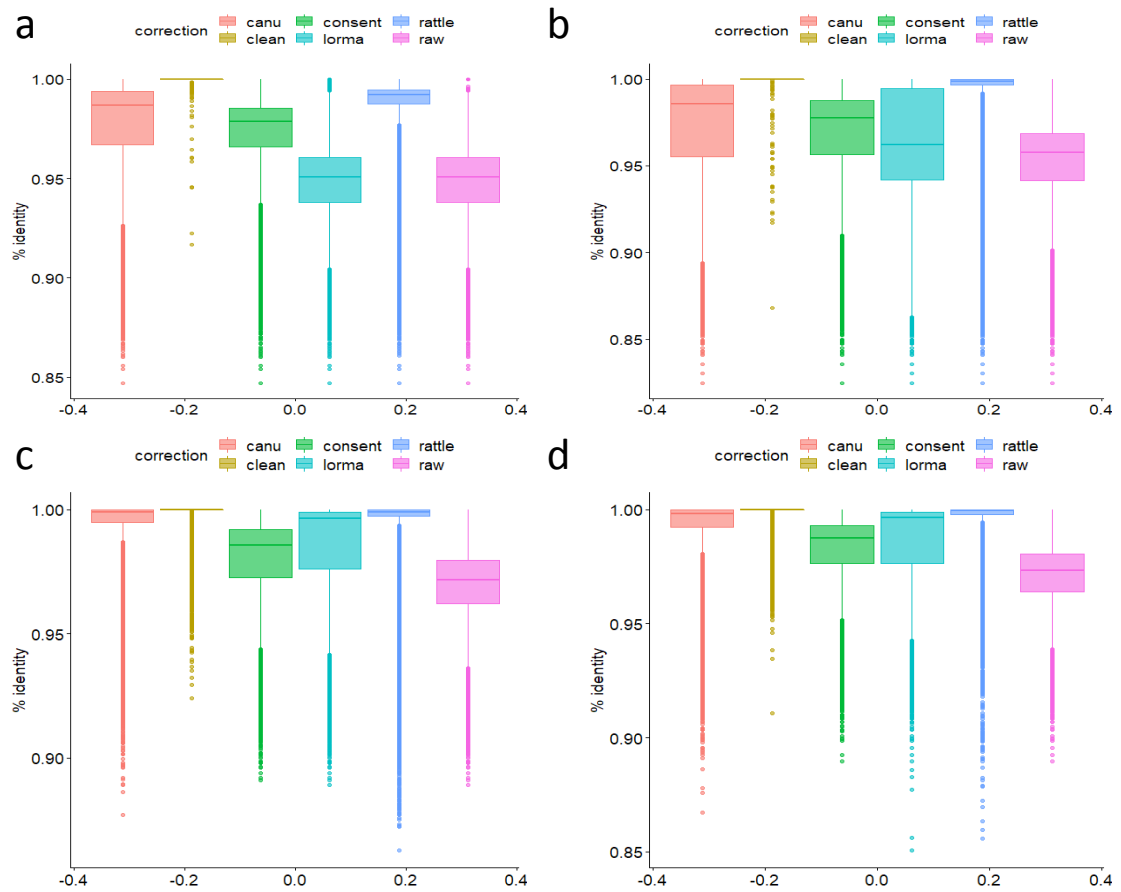 a
correction canu consent rattle
clean lorma raw
% identity
1.00
0.95
0.90
0.85
-0.4 -0.2 0.0 0.2 0.4
b
correction canu consent rattle
clean lorma raw
% identity
1.00
0.95
0.90
0.85
-0.4 -0.2 0.0 0.2 0.4
c
correction canu consent rattle
clean lorma raw
% identity
1.00
0.95
0.90
-0.4 -0.2 0.0 0.2 0.4
d
correction canu consent rattle
clean lorma raw
% identity
1.00
0.95
0.90
0.85
-0.4 -0.2 0.0 0.2 0.4